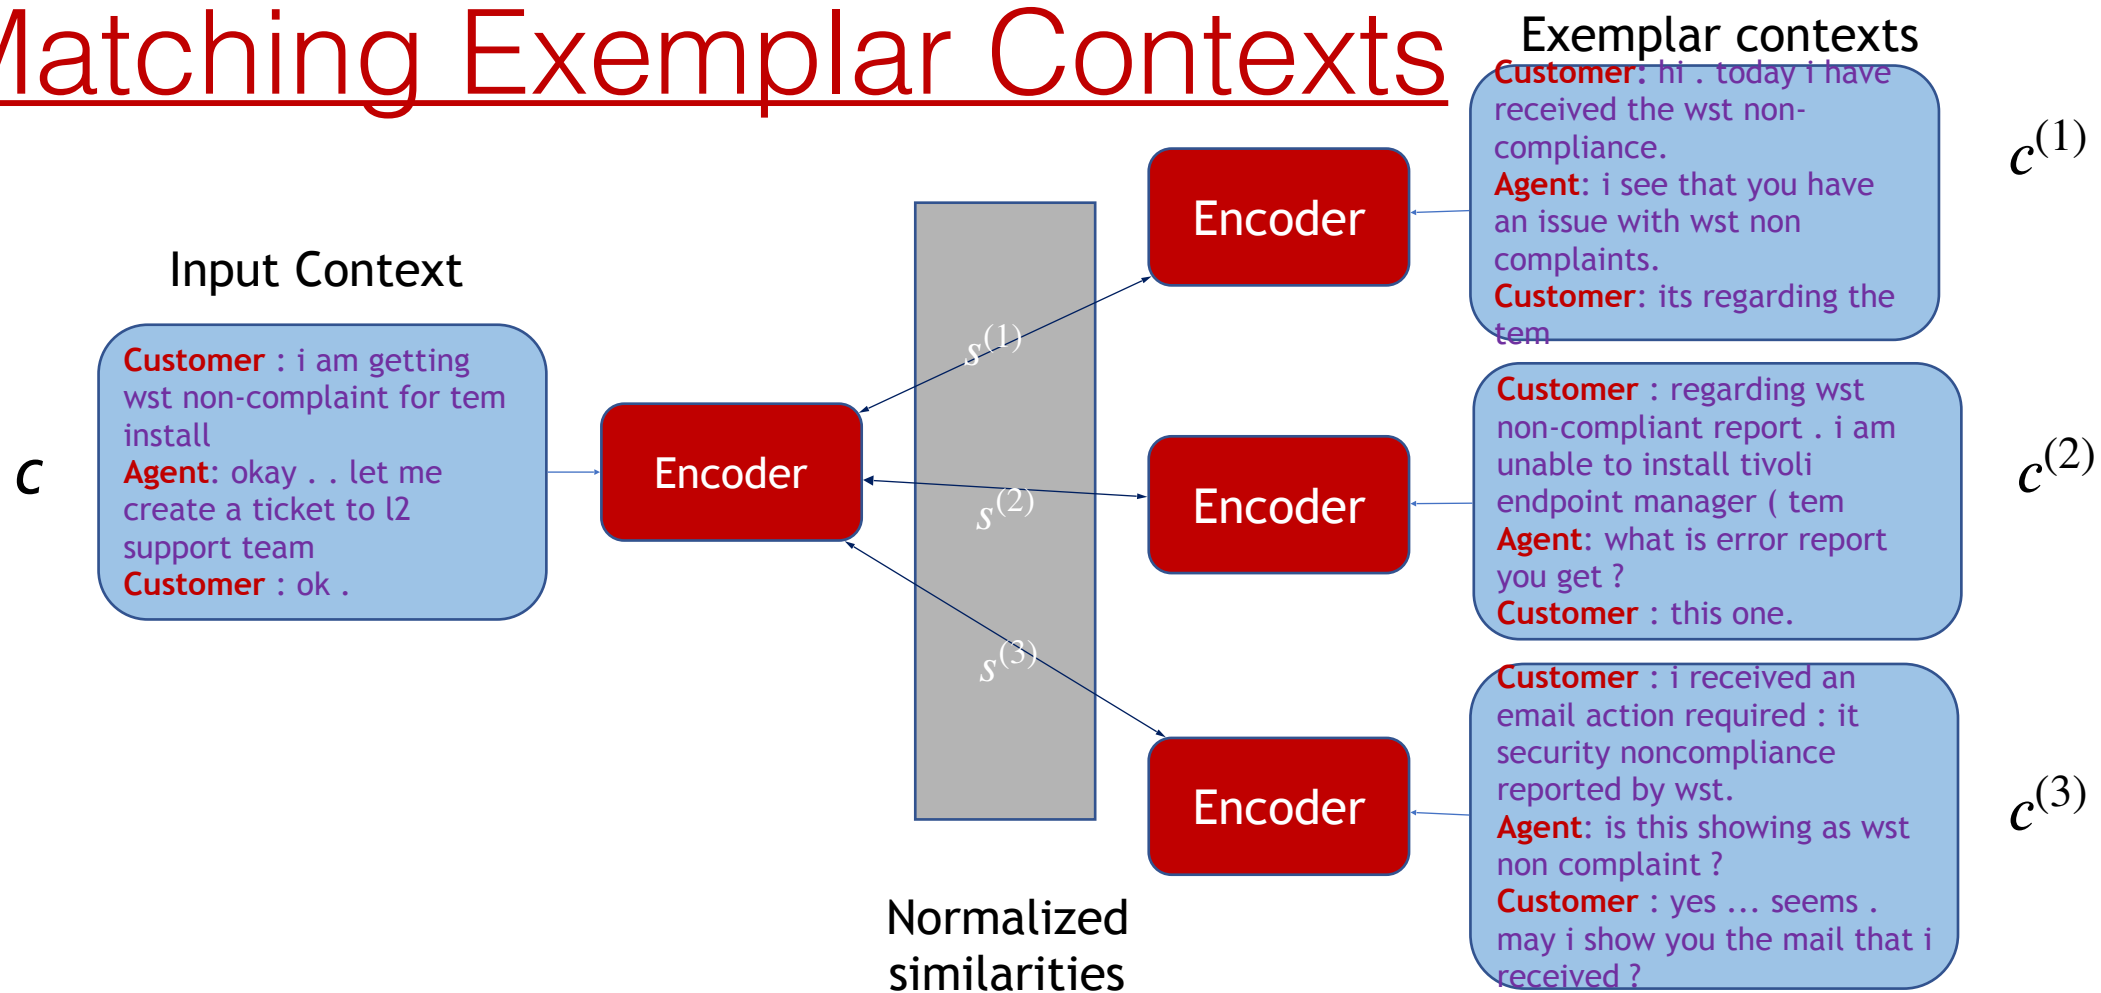 Matching Exemplar Contexts
Input Context
c
Customer : i am getting
wst non-complaint for tem
install
Agent: okay . . let me
create a ticket to l2
support team
Customer : ok .
Encoder
s(1)
s(2)
s(3)
Normalized
similarities
Encoder
Encoder
Encoder
Exemplar contexts
Customer: hi . today i have
received the wst non-
compliance.
Agent: i see that you have
an issue with wst non
complaints.
Customer: its regarding the
tem
c(1)
Customer : regarding wst
non-compliant report . i am
unable to install tivoli
endpoint manager ( tem
Agent: what is error report
you get ?
Customer : this one.
c(2)
Customer : i received an
email action required : it
security noncompliance
reported by wst.
Agent: is this showing as wst
non complaint ?
Customer : yes ... seems .
may i show you the mail that i
received ?
c(3)